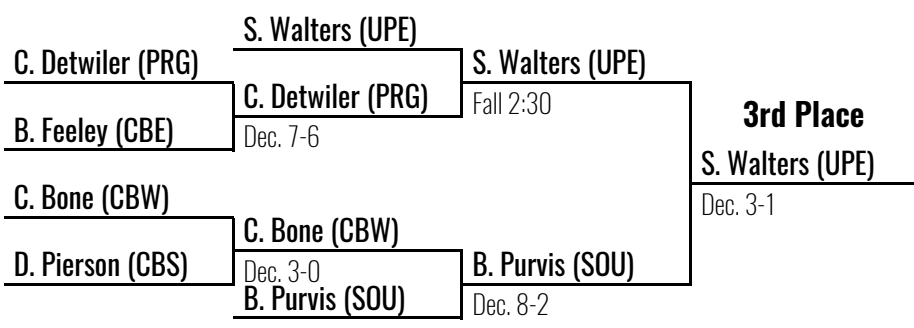 S. Walters (UPE)
C. Detwiler (PRG)
S. Walters (UPE)
C. Detwiler (PRG)
Fall 2:30
3rd Place
B. Feeley (CBE)
Dec. 7-6
S. Walters (UPE)
C. Bone (CBW)
Dec. 3-1
C. Bone (CBW)
D. Pierson (CBS)
Dec. 3-0
B. Purvis (SOU)
B. Purvis (SOU)
Dec. 8-2